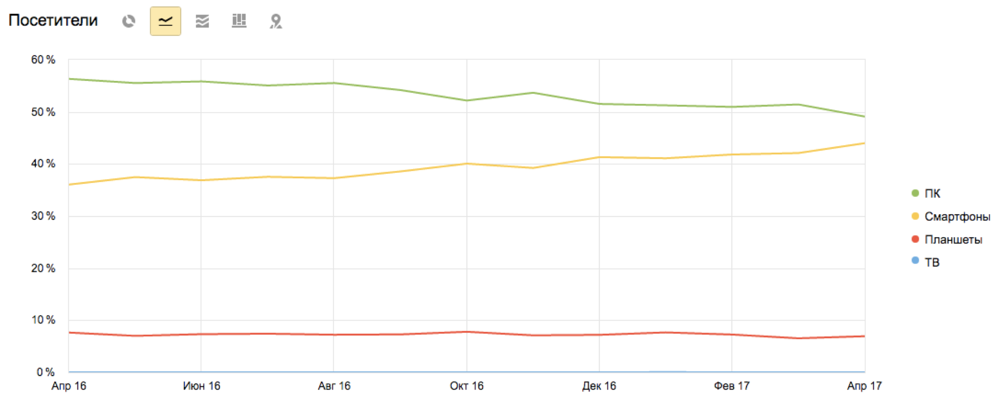 Посетители
60 %
50 %
40 %
30 %
20 %
10 %
0 %
Апр 16 Июн 16 Авг 16 Окт 16 Дек 16 Фев 17 Апр 17
ПК
Смартфоны
Планшеты
ТВ